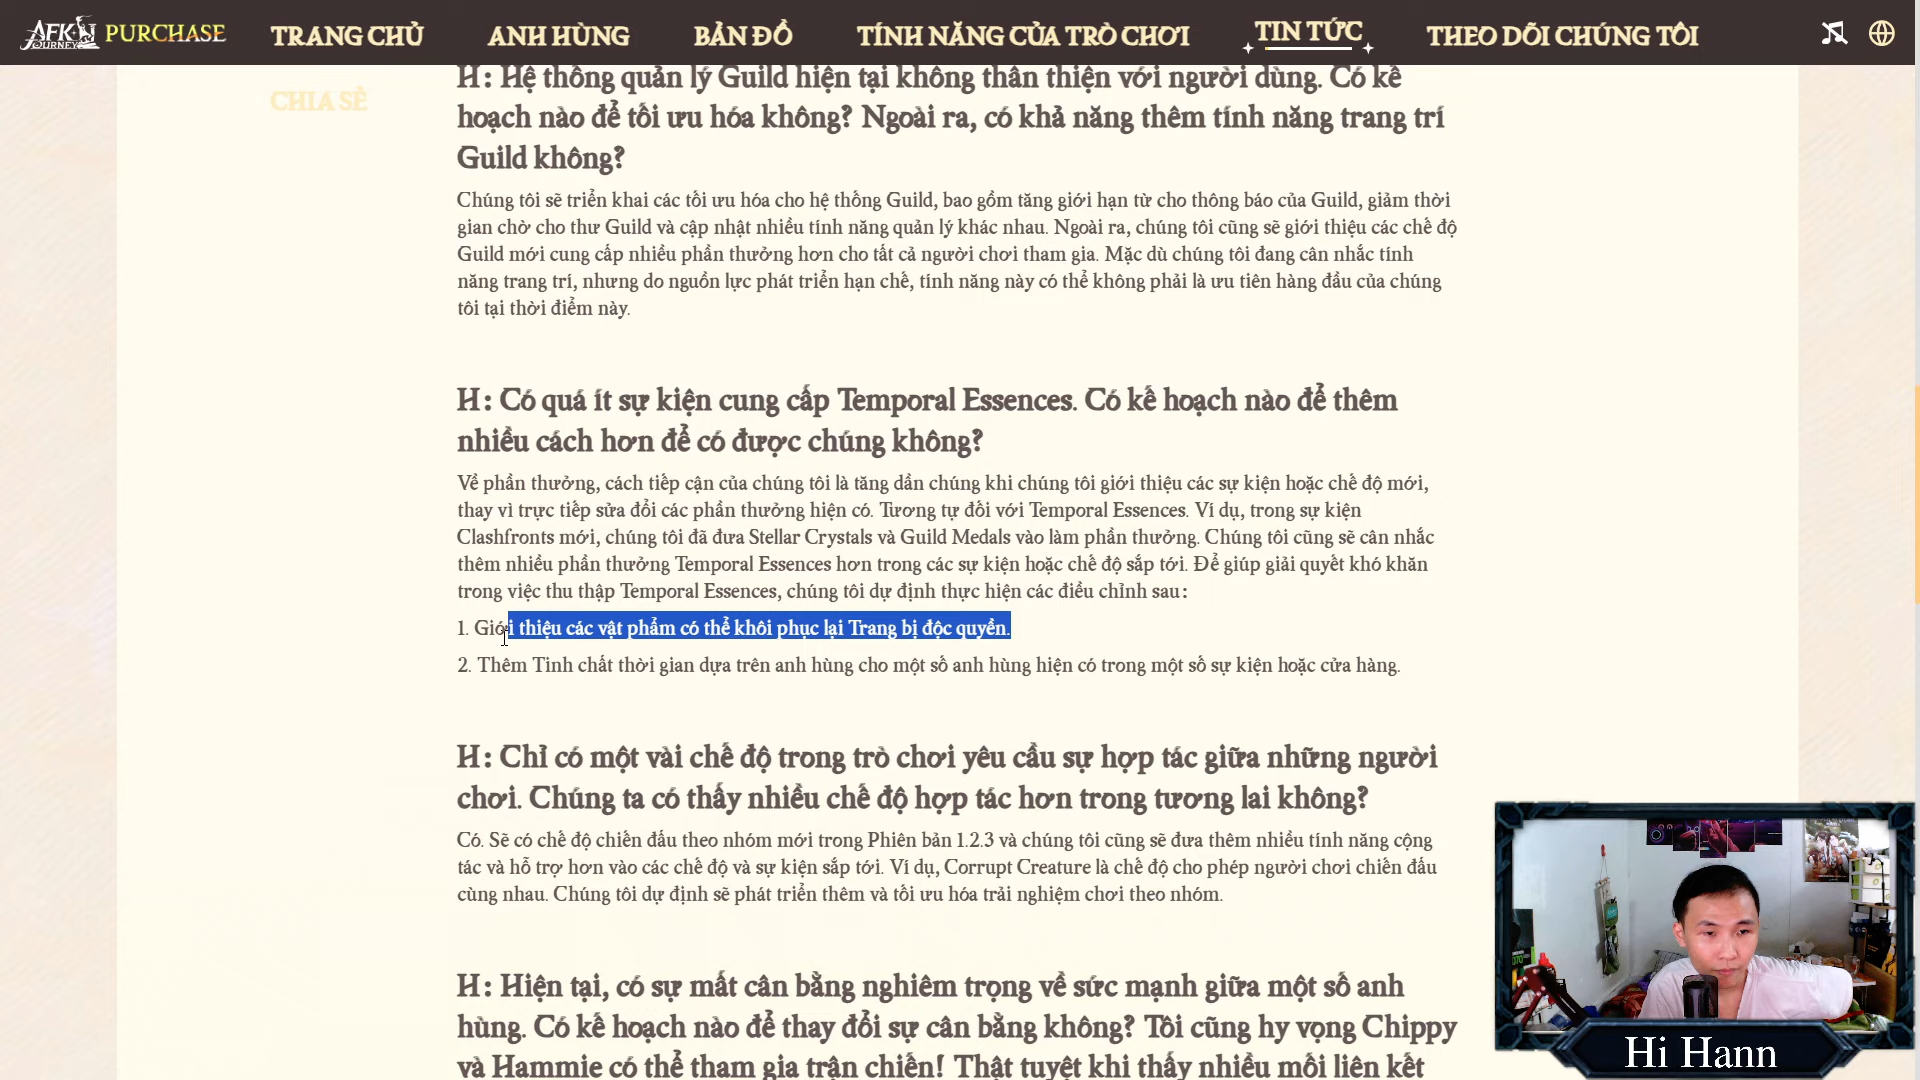 AFK JOURNEY PURCHASE TRANG CHỦ ANH HÙNG BẢN ĐỒ TÍNH NĂNG CỦA TRÒ CHƠI TIN TỨC THEO DÕI CHÚNG TÔI
CHIA SẺ
H: Hệ thống quản lý Guild hiện tại không thân thiện với người dùng. Có kế
hoạch nào để tối ưu hóa không? Ngoài ra, có khả năng thêm tính năng trang trí
Guild không?
Chúng tôi sẽ triển khai các tối ưu hóa cho hệ thống Guild, bao gồm tăng giới hạn từ cho thông báo của Guild, giảm thời
gian chờ cho thư Guild và cập nhật nhiều tính năng quản lý khác nhau. Ngoài ra, chúng tôi cũng sẽ giới thiệu các chế độ
Guild mới cung cấp nhiều phần thưởng hơn cho tất cả người chơi tham gia. Mặc dù chúng tôi đang cân nhắc tính
năng trang trí, nhưng do nguồn lực phát triển hạn chế, tính năng này có thể không phải là ưu tiên hàng đầu của chúng
tôi tại thời điểm này.
H: Có quá ít sự kiện cung cấp Temporal Essences. Có kế hoạch nào để thêm
nhiều cách hơn để có được chúng không?
Về phần thưởng, cách tiếp cận của chúng tôi là tăng dần chúng khi chúng tôi giới thiệu các sự kiện hoặc chế độ mới,
thay vì trực tiếp sửa đổi các phần thưởng hiện có. Tương tự đối với Temporal Essences. Ví dụ, trong sự kiện
Clashfronts mới, chúng tôi đã đưa Stellar Crystals và Guild Medals vào làm phần thưởng. Chúng tôi cũng sẽ cân nhắc
thêm nhiều phần thưởng Temporal Essences hơn trong các sự kiện hoặc chế độ sắp tới. Để giúp giải quyết khó khăn
trong việc thu thập Temporal Essences, chúng tôi dự định thực hiện các điều chỉnh sau:
1. Giới thiệu các vật phẩm có thể khôi phục lại Trang bị độc quyền.
2. Thêm Tinh chất thời gian dựa trên anh hùng cho một số anh hùng hiện có trong một số sự kiện hoặc cửa hàng.
H: Chỉ có một vài chế độ trong trò chơi yêu cầu sự hợp tác giữa những người
chơi. Chúng ta có thấy nhiều chế độ hợp tác hơn trong tương lai không?
Có. Sẽ có chế độ chiến đấu theo nhóm mới trong Phiên bản 1.2.3 và chúng tôi cũng sẽ đưa thêm nhiều tính năng cộng
tác và hỗ trợ hơn vào các chế độ và sự kiện sắp tới. Ví dụ, Corrupt Creature là chế độ cho phép người chơi chiến đấu
cùng nhau. Chúng tôi dự định sẽ phát triển thêm và tối ưu hóa trải nghiệm chơi theo nhóm.
H: Hiện tại, có sự mất cân bằng nghiêm trọng về sức mạnh giữa một số anh
hùng. Có kế hoạch nào để thay đổi sự cân bằng không? Tôi cũng hy vọng Chippy
và Hammie có thể tham gia trận chiến! Thật tuyệt khi thấy nhiều mối liên kết
Hi Hann